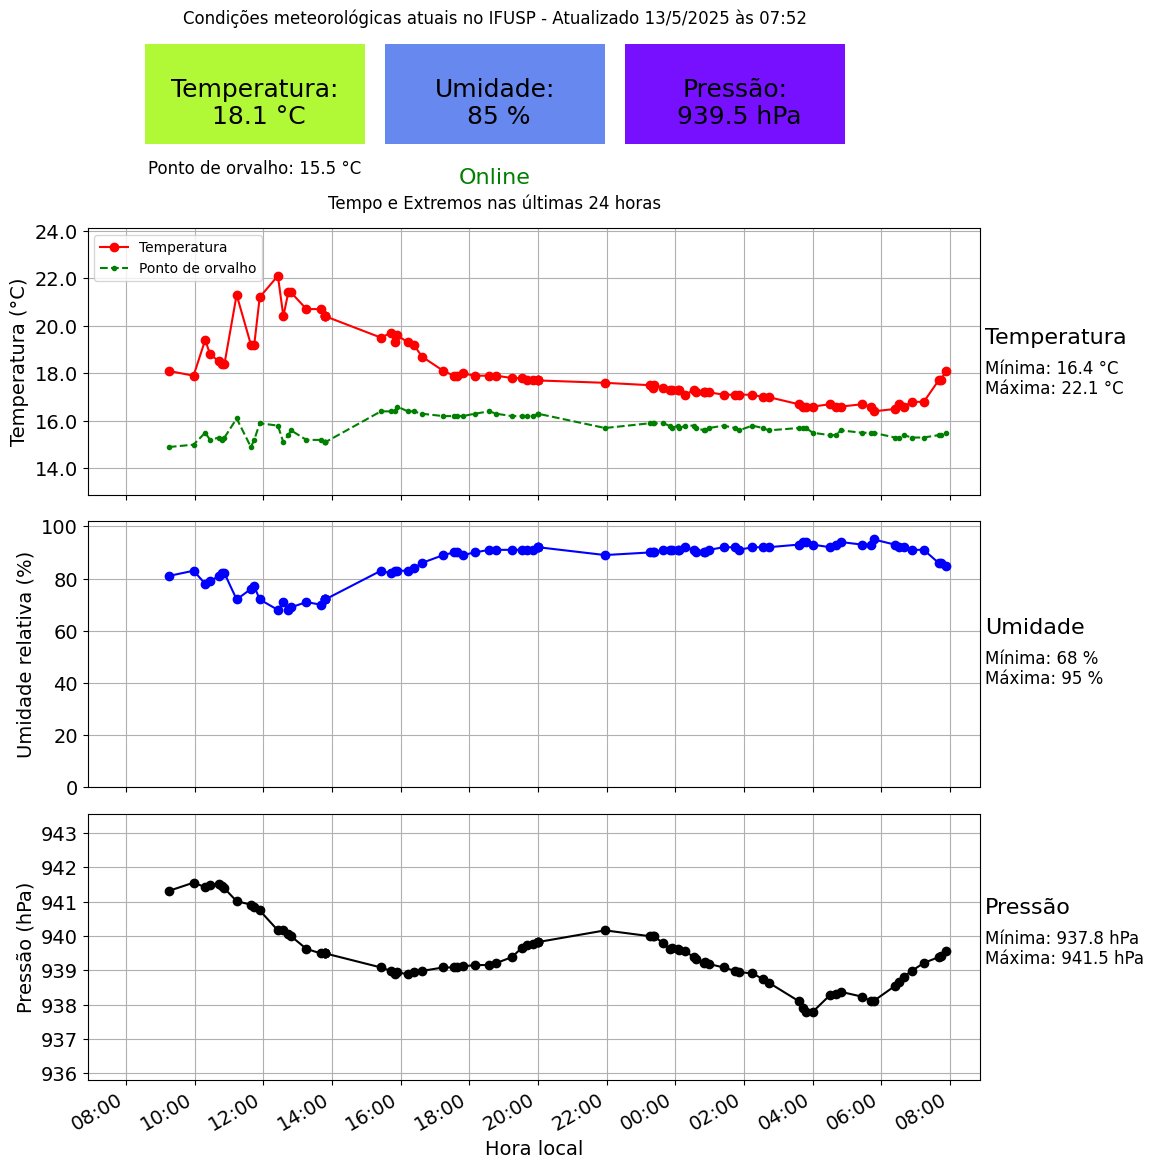 Condições meteorológicas atuais no IFUSP - Atualizado 13/5/2025 às 07:52
Temperatura:
18.1 °C
Umidade:
85 %
Pressão:
939.5 hPa
Ponto de orvalho: 15.5 °C
Online
Tempo e Extremos nas últimas 24 horas
Temperatura (°C)
24.0
22.0
20.0
18.0
16.0
14.0
Temperatura
Ponto de orvalho
Temperatura
Mínima: 16.4 °C
Máxima: 22.1 °C
Umidade relativa (%)
100
80
60
40
20
0
Umidade
Mínima: 68 %
Máxima: 95 %
Pressão (hPa)
943
942
941
940
939
938
937
936
Pressão
Mínima: 937.8 hPa
Máxima: 941.5 hPa
08:00 10:00 12:00 14:00 16:00 18:00 20:00 22:00 00:00 02:00 04:00 06:00 08:00
Hora local